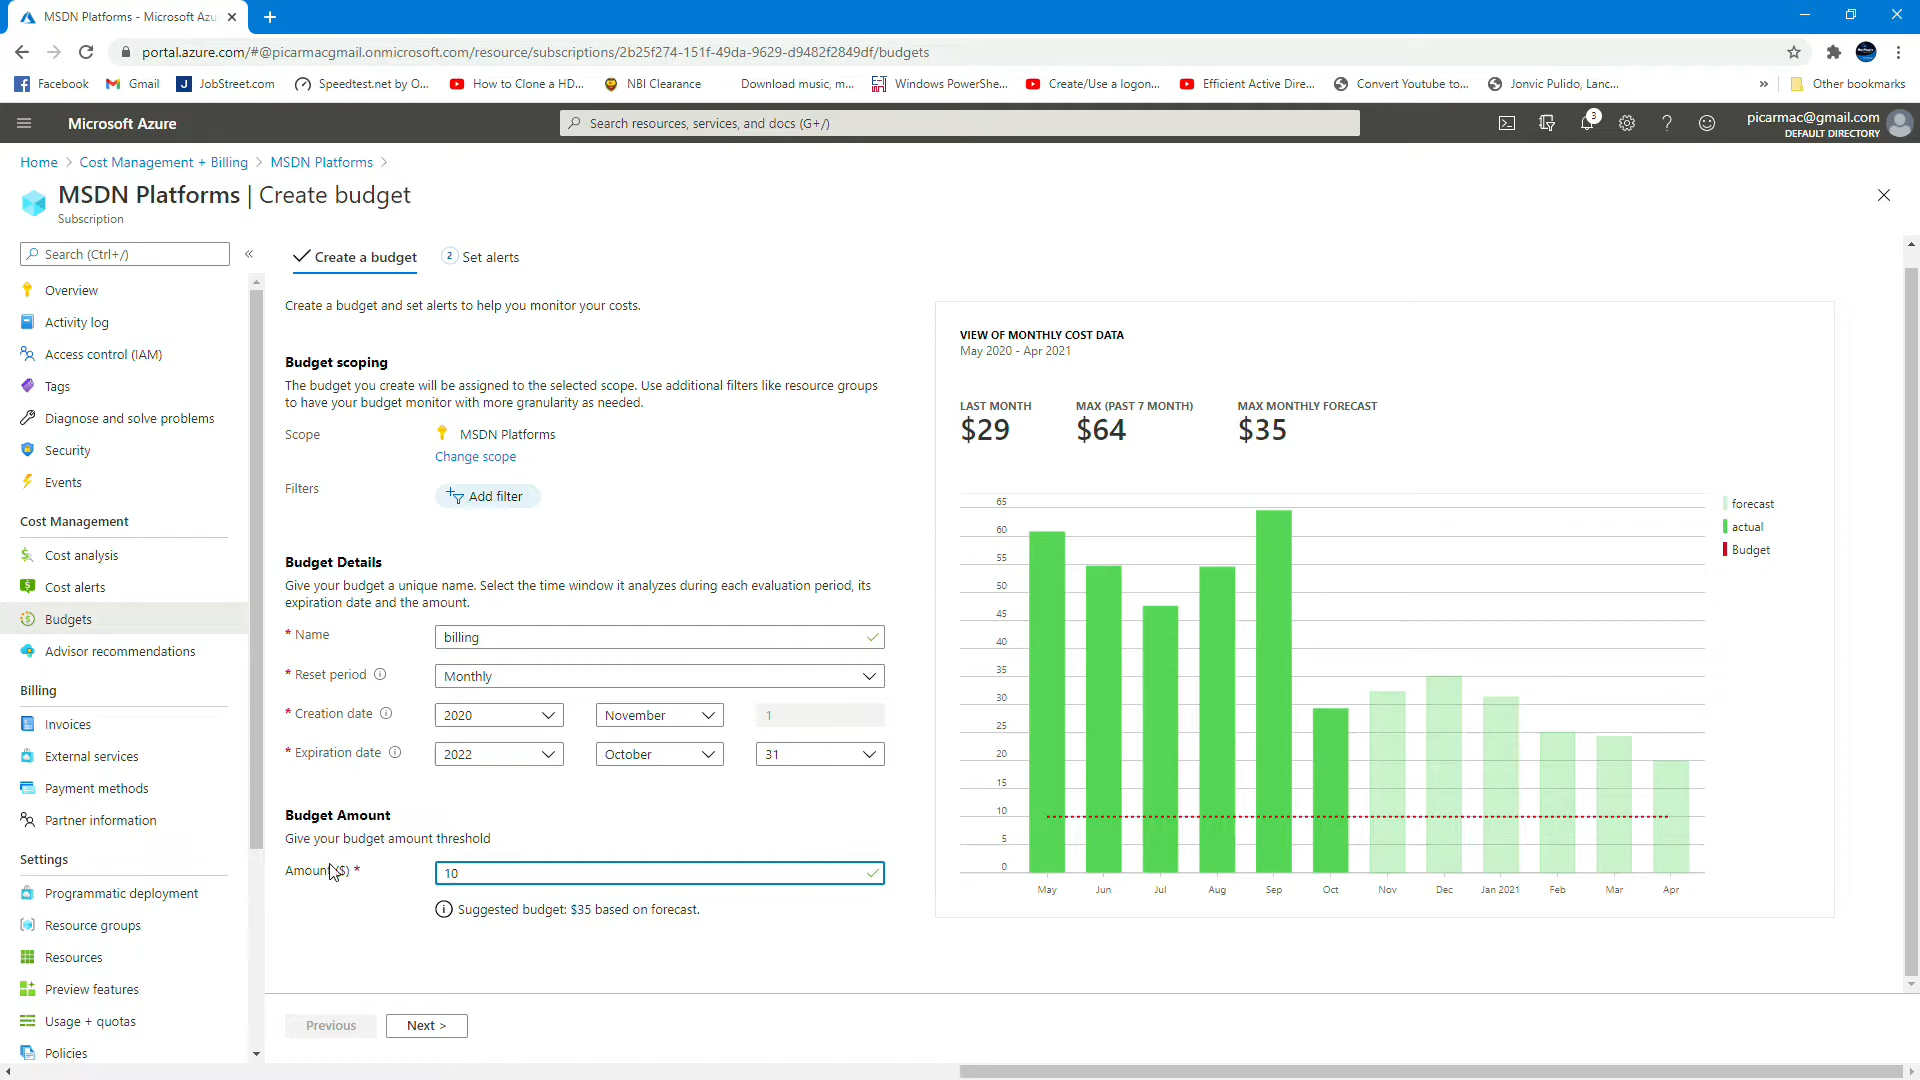 MSDN Platforms - Microsoft Azu
portal.azure.com/#@picarmacgmail.onmicrosoft.com/resource/subscriptions/2b25f274-151f-49da-9629-d9482f2849df/budgets
Facebook
Gmail
JobStreet.com
Speedtest.net by O...
How to Clone a HD...
NBI Clearance
Download music, m...
Windows PowerShe...
Create/Use a logon...
Efficient Active Dire...
Convert Youtube to...
Jonvic Pulido, Lanc...
»
Other bookmarks
Microsoft Azure
Search resources, services, and docs (G+/)
3
picarmac@gmail.com
DEFAULT DIRECTORY
Home > Cost Management + Billing > MSDN Platforms >
MSDN Platforms | Create budget
Subscription
Search (Ctrl+/)
«
Overview
Activity log
Access control (IAM)
Tags
Diagnose and solve problems
Security
Events
Cost Management
Cost analysis
Cost alerts
Budgets
Advisor recommendations
Billing
Invoices
External services
Payment methods
Partner information
Settings
Programmatic deployment
Resource groups
Resources
Preview features
Usage + quotas
Policies
Create a budget
2 Set alerts
Create a budget and set alerts to help you monitor your costs.
Budget scoping
The budget you create will be assigned to the selected scope. Use additional filters like resource groups
to have your budget monitor with more granularity as needed.
Scope
MSDN Platforms
Change scope
Filters
Add filter
Budget Details
Give your budget a unique name. Select the time window it analyzes during each evaluation period, its
expiration date and the amount.
* Name
billing
* Reset period
Monthly
* Creation date
2020
November
1
* Expiration date
2022
October
31
Budget Amount
Give your budget amount threshold
Amount ($) *
10
Suggested budget: $35 based on forecast.
Previous
Next >
VIEW OF MONTHLY COST DATA
May 2020 - Apr 2021
LAST MONTH
$29
MAX (PAST 7 MONTH)
$64
MAX MONTHLY FORECAST
$35
65
60
55
50
45
40
35
30
25
20
15
10
5
0
May
Jun
Jul
Aug
Sep
Oct
Nov
Dec
Jan 2021
Feb
Mar
Apr
forecast
actual
Budget